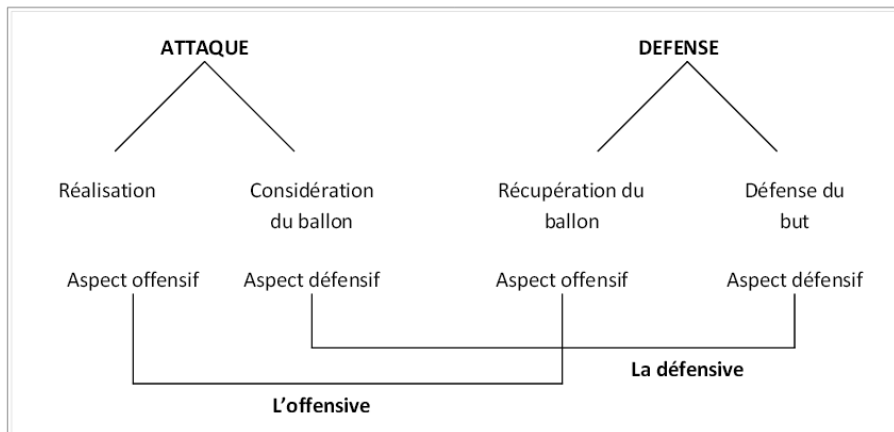 ATTAQUE
DEFENSE
Réalisation
Considération
du ballon
Récupération du
ballon
Défense du
but
Aspect offensif
Aspect défensif
Aspect offensif
Aspect défensif
La défensive
L’offensive